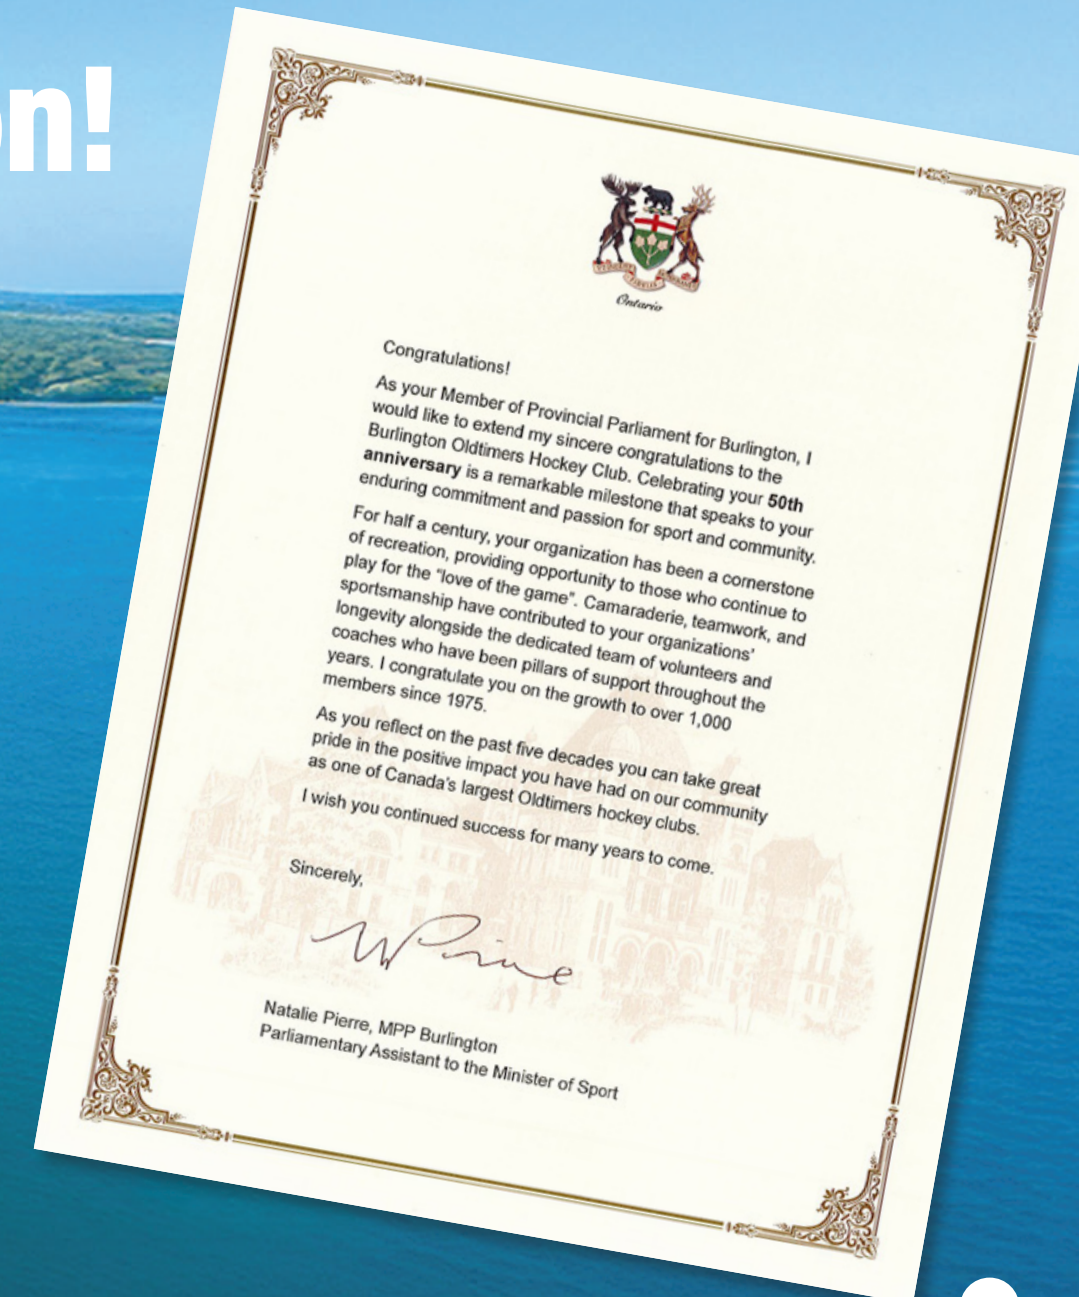 on!
Ontario
Congratulations!
As your Member of Provincial Parliament for Burlington, I
would like to extend my sincere congratulations to the
Burlington Oldtimers Hockey Club. Celebrating your 50th
anniversary is a remarkable milestone that speaks to your
enduring commitment and passion for sport and community.
For half a century, your organization has been a cornerstone
of recreation, providing opportunity to those who continue to
play for the "love of the game". Camaraderie, teamwork, and
sportsmanship have contributed to your organizations'
longevity alongside the dedicated team of volunteers and
coaches who have been pillars of support throughout the
years. I congratulate you on the growth to over 1,000
members since 1975.
As you reflect on the past five decades you can take great
pride in the positive impact you have had on our community
as one of Canada's largest Oldtimers hockey clubs.
I wish you continued success for many years to come.
Sincerely,
Natalie Pierre, MPP Burlington
Parliamentary Assistant to the Minister of Sport